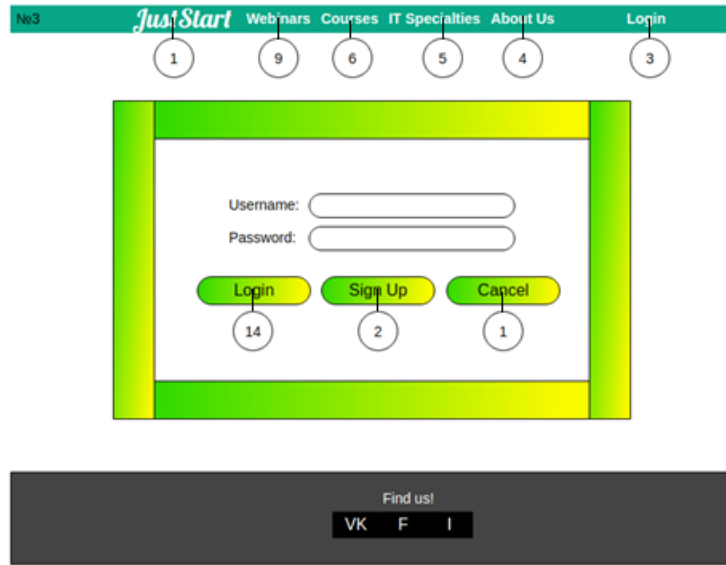 №3 JustStart Webinars Courses IT Specialties About Us Login
1 9 6 5 4 3
Username:
Password:
Login Sign Up Cancel
14 2 1
Find us!
VK F I